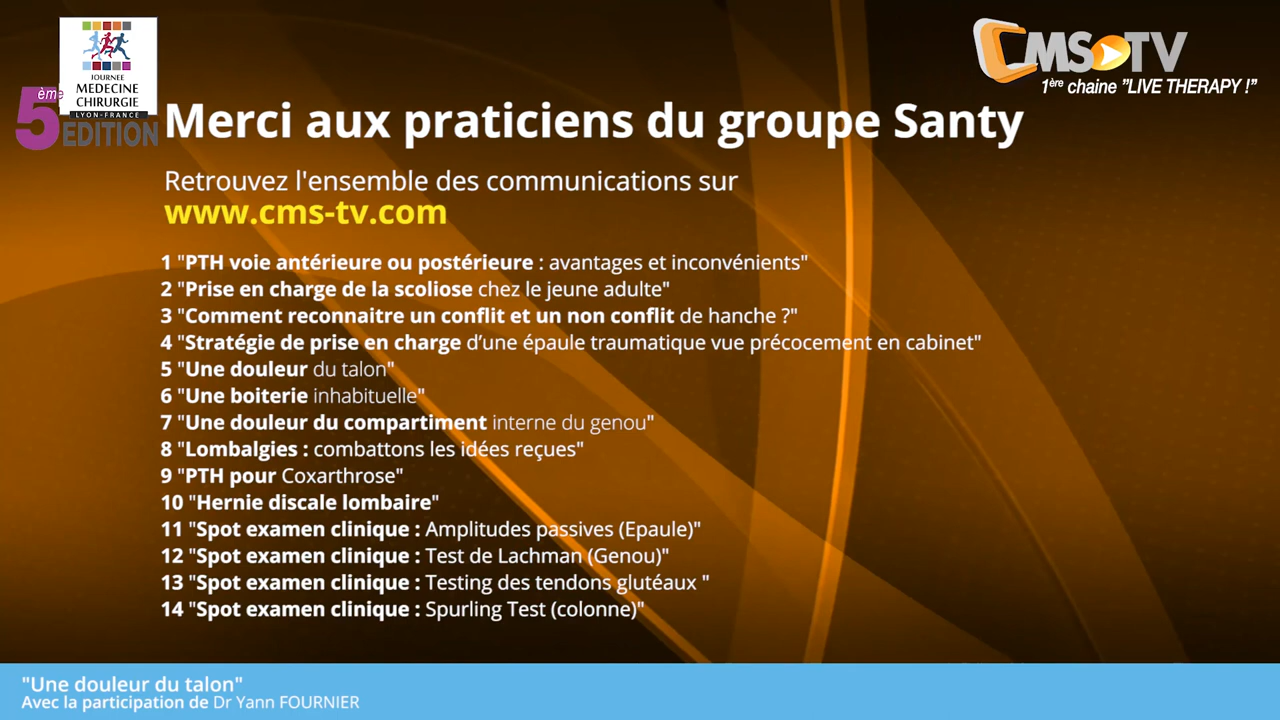 JOURNEE
MEDECINE
CHIRURGIE
LYON-FRANCE
5ème
EDITION
CMS TV
1ère chaine "LIVE THERAPY !"
Merci aux praticiens du groupe Santy
Retrouvez l'ensemble des communications sur
www.cms-tv.com
1 "PTH voie antérieure ou postérieure : avantages et inconvénients"
2 "Prise en charge de la scoliose chez le jeune adulte"
3 "Comment reconnaitre un conflit et un non conflit de hanche ?"
4 "Stratégie de prise en charge d’une épaule traumatique vue précocement en cabinet"
5 "Une douleur du talon"
6 "Une boiterie inhabituelle"
7 "Une douleur du compartiment interne du genou"
8 "Lombalgies : combattons les idées reçues"
9 "PTH pour Coxarthrose"
10 "Hernie discale lombaire"
11 "Spot examen clinique : Amplitudes passives (Epaule)"
12 "Spot examen clinique : Test de Lachman (Genou)"
13 "Spot examen clinique : Testing des tendons glutéaux "
14 "Spot examen clinique : Spurling Test (colonne)"
"Une douleur du talon"
Avec la participation de Dr Yann FOURNIER